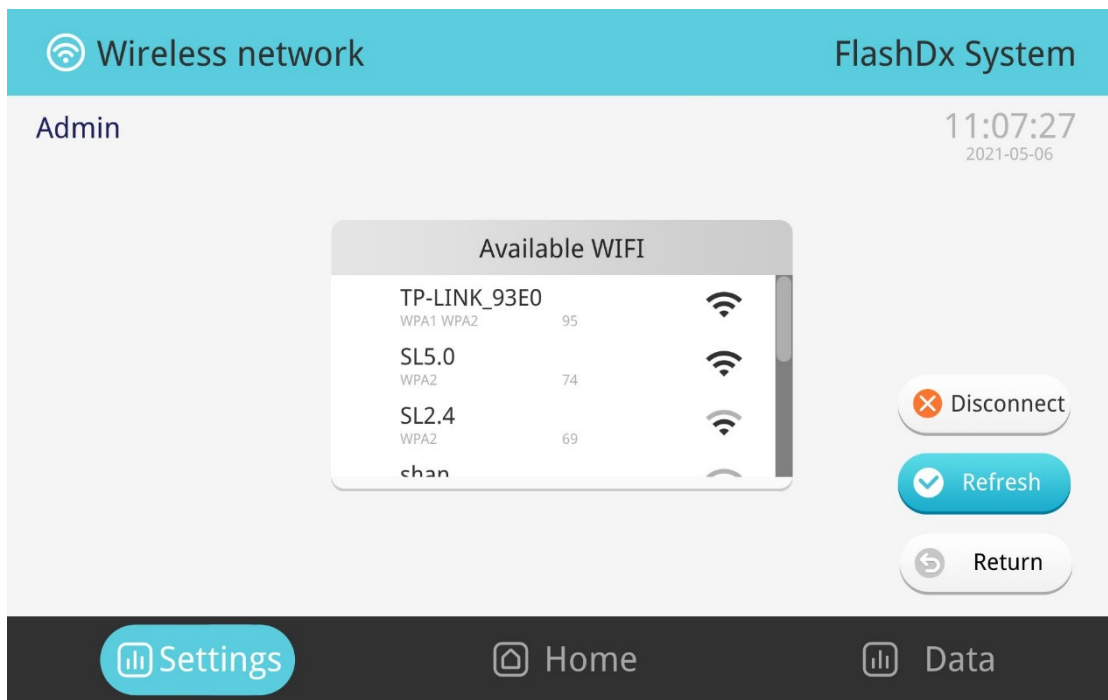 Wireless network
FlashDx System
Admin
11:07:27
2021-05-06
Available WIFI
TP-LINK_93E0
WPA1 WPA2 95
SL5.0
WPA2 74
SL2.4
WPA2 69
shan
Disconnect
Refresh
Return
Settings
Home
Data